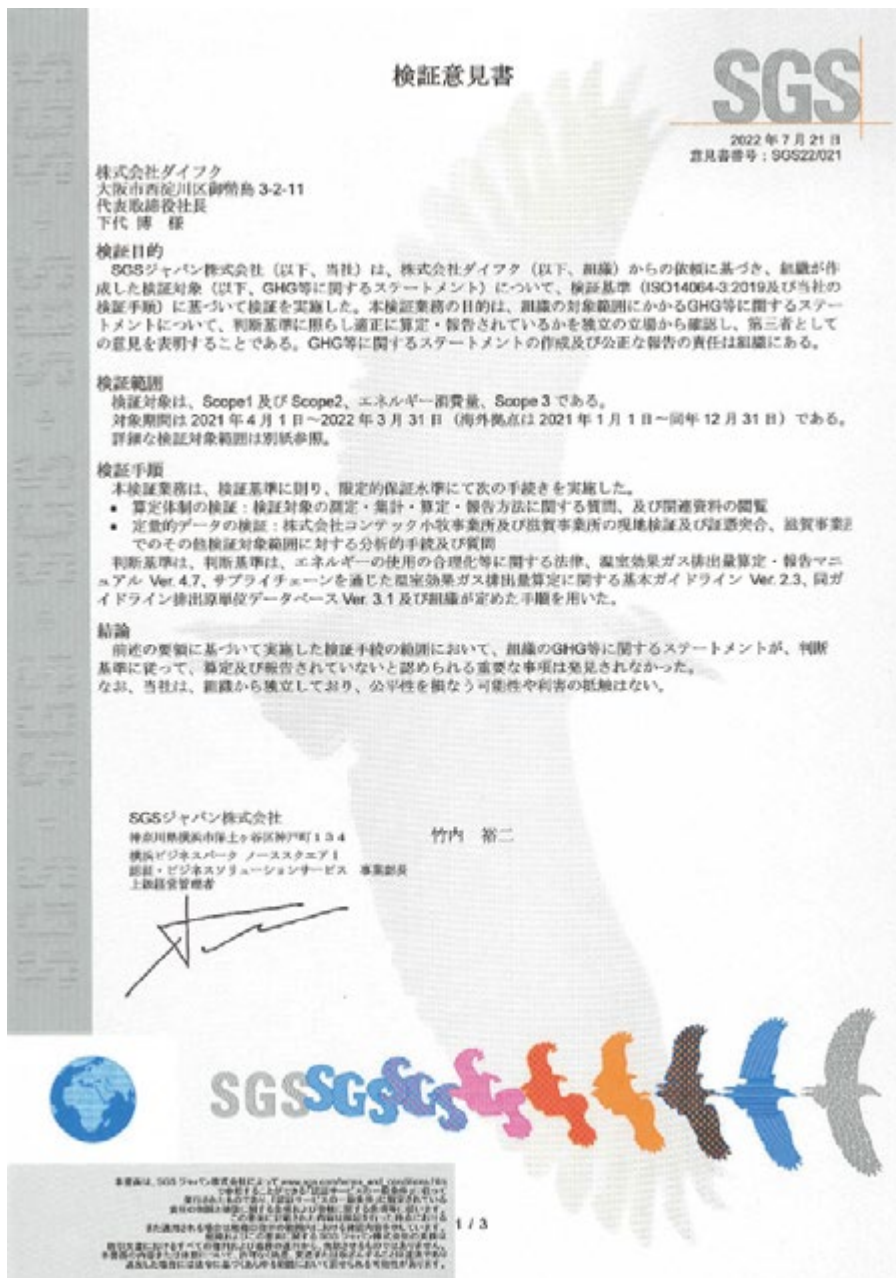 検証意見書
SGS
2022年7月21日
意見書番号：SGS22/021
株式会社ダイフク
大阪市西淀川区御幣島 3-2-11
代表取締役社長
下代 博 様
検証目的
SGSジャパン株式会社（以下、当社）は、株式会社ダイフク（以下、組織）からの依頼に基づき、組織が作
成した検証対象（以下、GHG等に関するステートメント）について、検証基準（ISO14064-3:2019及び当社の
検証手順）に基づいて検証を実施した。本検証業務の目的は、組織の対象範囲にかかるGHG等に関するステー
トメントについて、判断基準に照らし適正に算定・報告されているかを独立の立場から確認し、第三者として
の意見を表明することである。GHG等に関するステートメントの作成及び公正な報告の責任は組織にある。
検証範囲
検証対象は、Scope1 及び Scope2、エネルギー消費量、Scope 3 である。
対象期間は 2021年4月1日～2022年3月31日（海外拠点は 2021年1月1日～同年12月31日）である。
詳細な検証対象範囲は別紙参照。
検証手順
本検証業務は、検証基準に則り、限定的保証水準にて次の手続きを実施した。
• 算定体制の検証：検証対象の測定・集計・算定・報告方法に関する質問、及び関連資料の閲覧
• 定量的データの検証：株式会社コンテック小牧事業所及び滋賀事業所の現地検証及び証憑突合、滋賀事業
でのその他検証対象範囲に対する分析的手続及び質問
判断基準は、判断基準は、エネルギーの使用の合理化等に関する法律、温室効果ガス排出量算定・報告マニ
ュアル Ver. 4.7、サプライチェーンを通じた温室効果ガス排出量算定に関する基本ガイドライン Ver. 2.3、同ガ
イドライン排出原単位データベース Ver. 3.1 及び組織が定めた手順を用いた。
結論
前述の要領に基づいて実施した検証手続の範囲において、組織のGHG等に関するステートメントが、判断
基準に従って、算定及び報告されていないと認められる重要な事項は発見されなかった。
なお、当社は、組織から独立しており、公平性を損なう可能性や利害の抵触はない。
SGSジャパン株式会社
神奈川県横浜市保土ヶ谷区神戸町134
横浜ビジネスパーク ノーススクエアI
認証・ビジネスソリューションサービス 事業部長
上級経営管理者
竹内 裕二
SGS SGS SGS
1 / 3